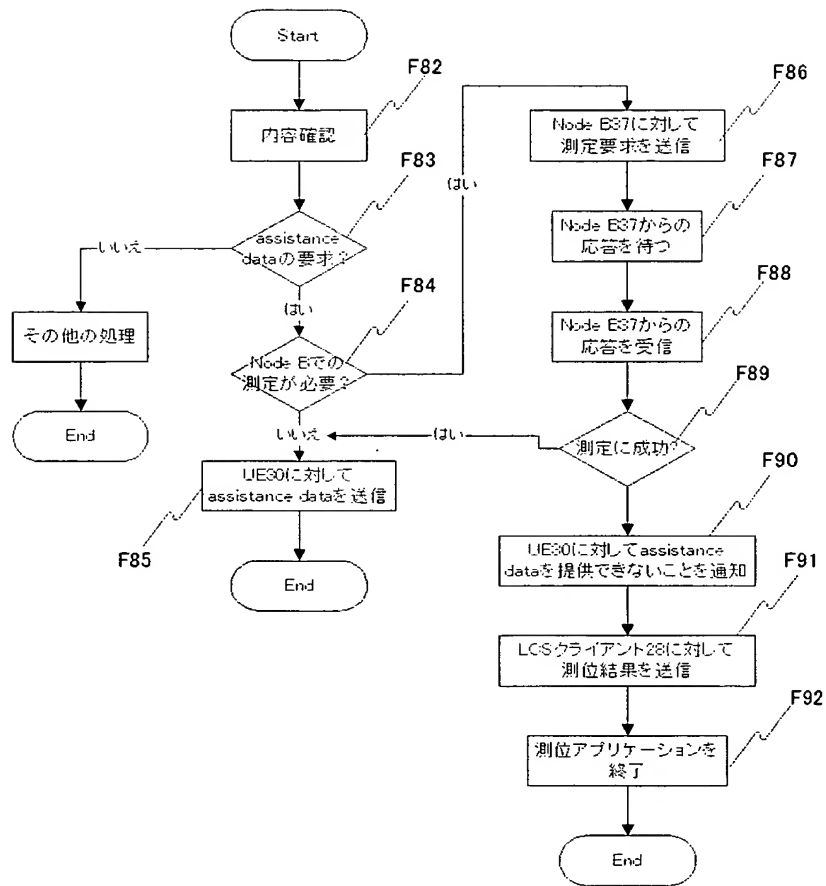 Start
F82
内容確認
F83
assistance
dataの要求？
いいえ
はい
その他の処理
End
F84
Node Bでの
測定が必要？
はい
いいえ
UE30に対して
assistance dataを送信
F85
End
F86
Node B37に対して
測定要求を送信
F87
Node B37からの
応答を待つ
F88
Node B37からの
応答を受信
F89
測定に成功？
はい
F90
UE30に対してassistance
dataを提供できないことを通知
F91
LCSクライアント28に対して
測位結果を送信
F92
測位アプリケーションを
終了
End